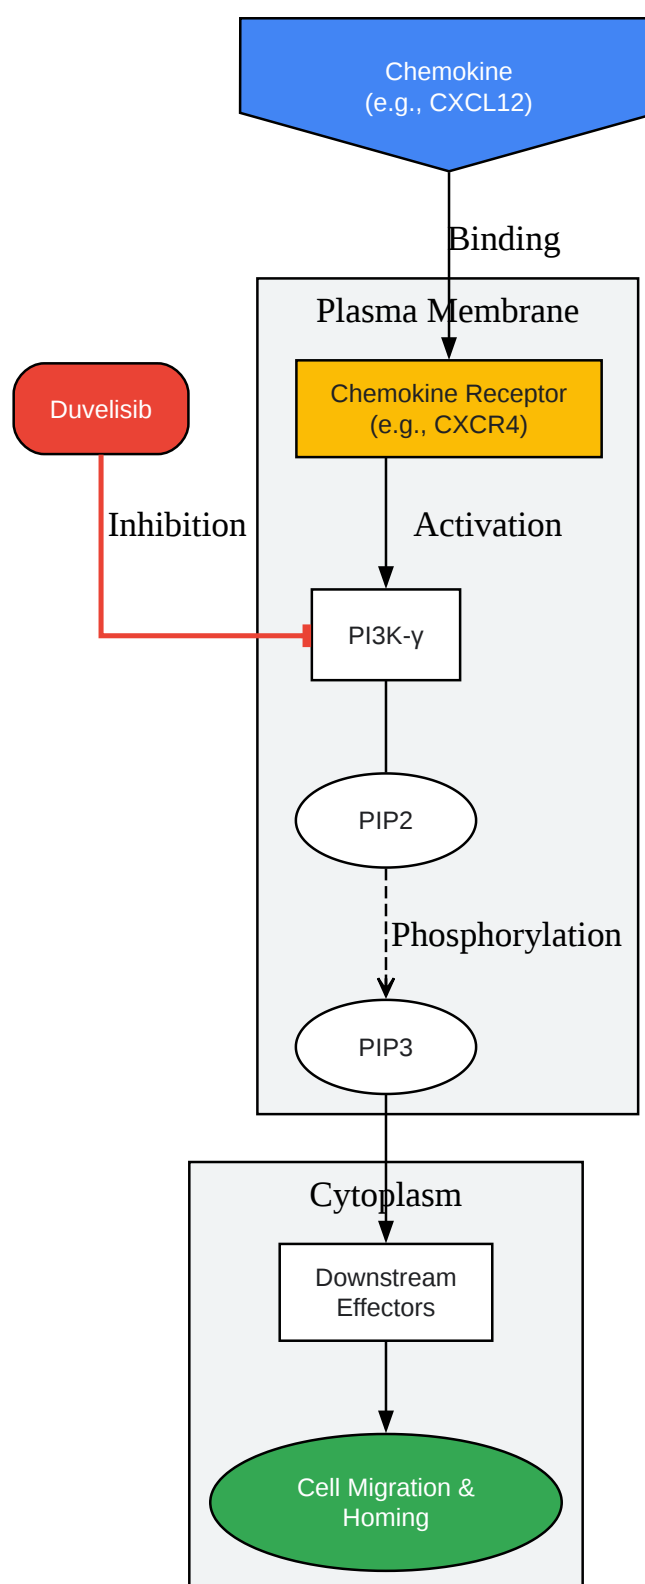 Chemokine
(e.g., CXCL12)
Binding
Plasma Membrane
Chemokine Receptor
(e.g., CXCR4)
Duvelisib
Inhibition
Activation
PI3K-γ
PIP2
Phosphorylation
PIP3
Cytoplasm
Downstream
Effectors
Cell Migration &
Homing